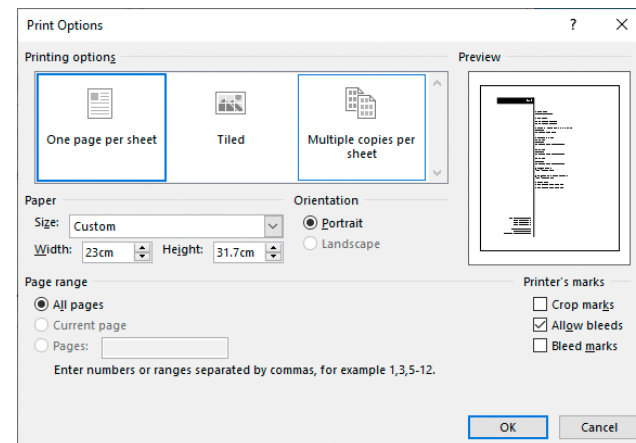 Print Options
?
Printing options
Preview
One page per sheet
Tiled
Multiple copies per
sheet
Paper
Orientation
Size: Custom
Portrait
Width: 23cm Height: 31.7cm
Landscape
Page range
Printer's marks
All pages
Crop marks
Current page
Allow bleeds
Pages:
Bleed marks
Enter numbers or ranges separated by commas, for example 1,3,5-12.
OK Cancel